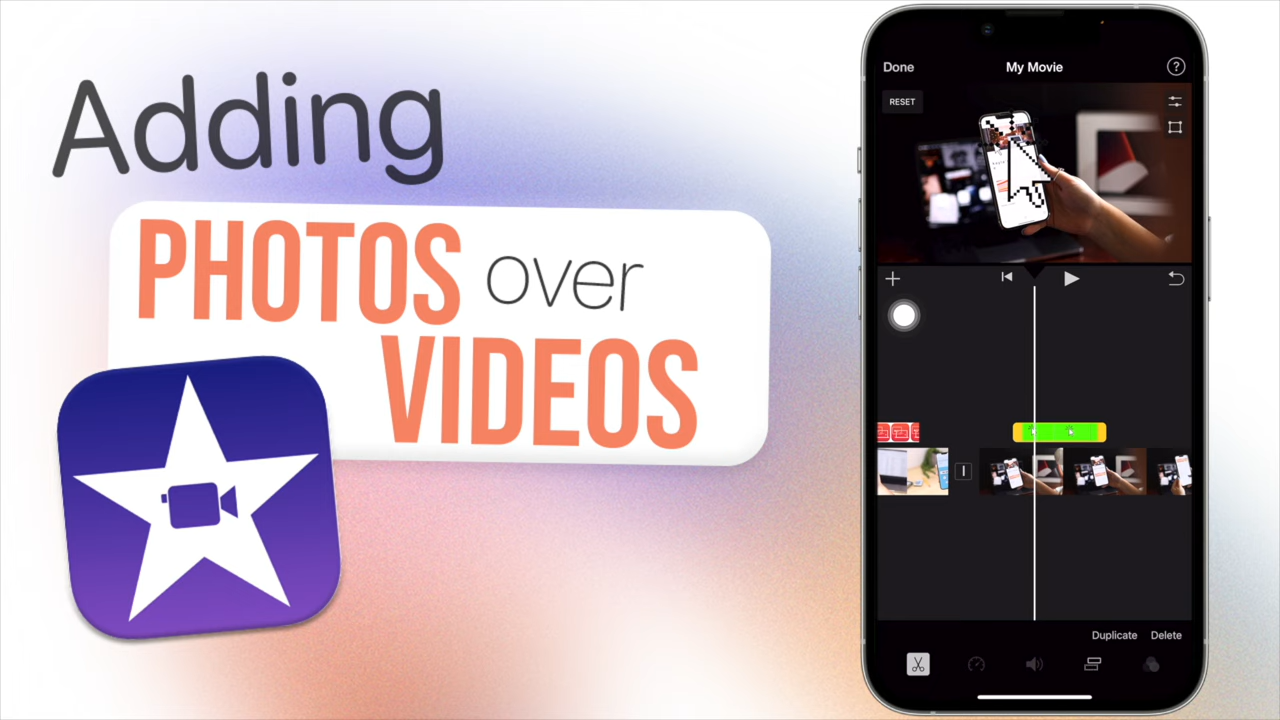 Adding
PHOTOS over
VIDEOS
Done
My Movie
?
RESET
Duplicate
Delete